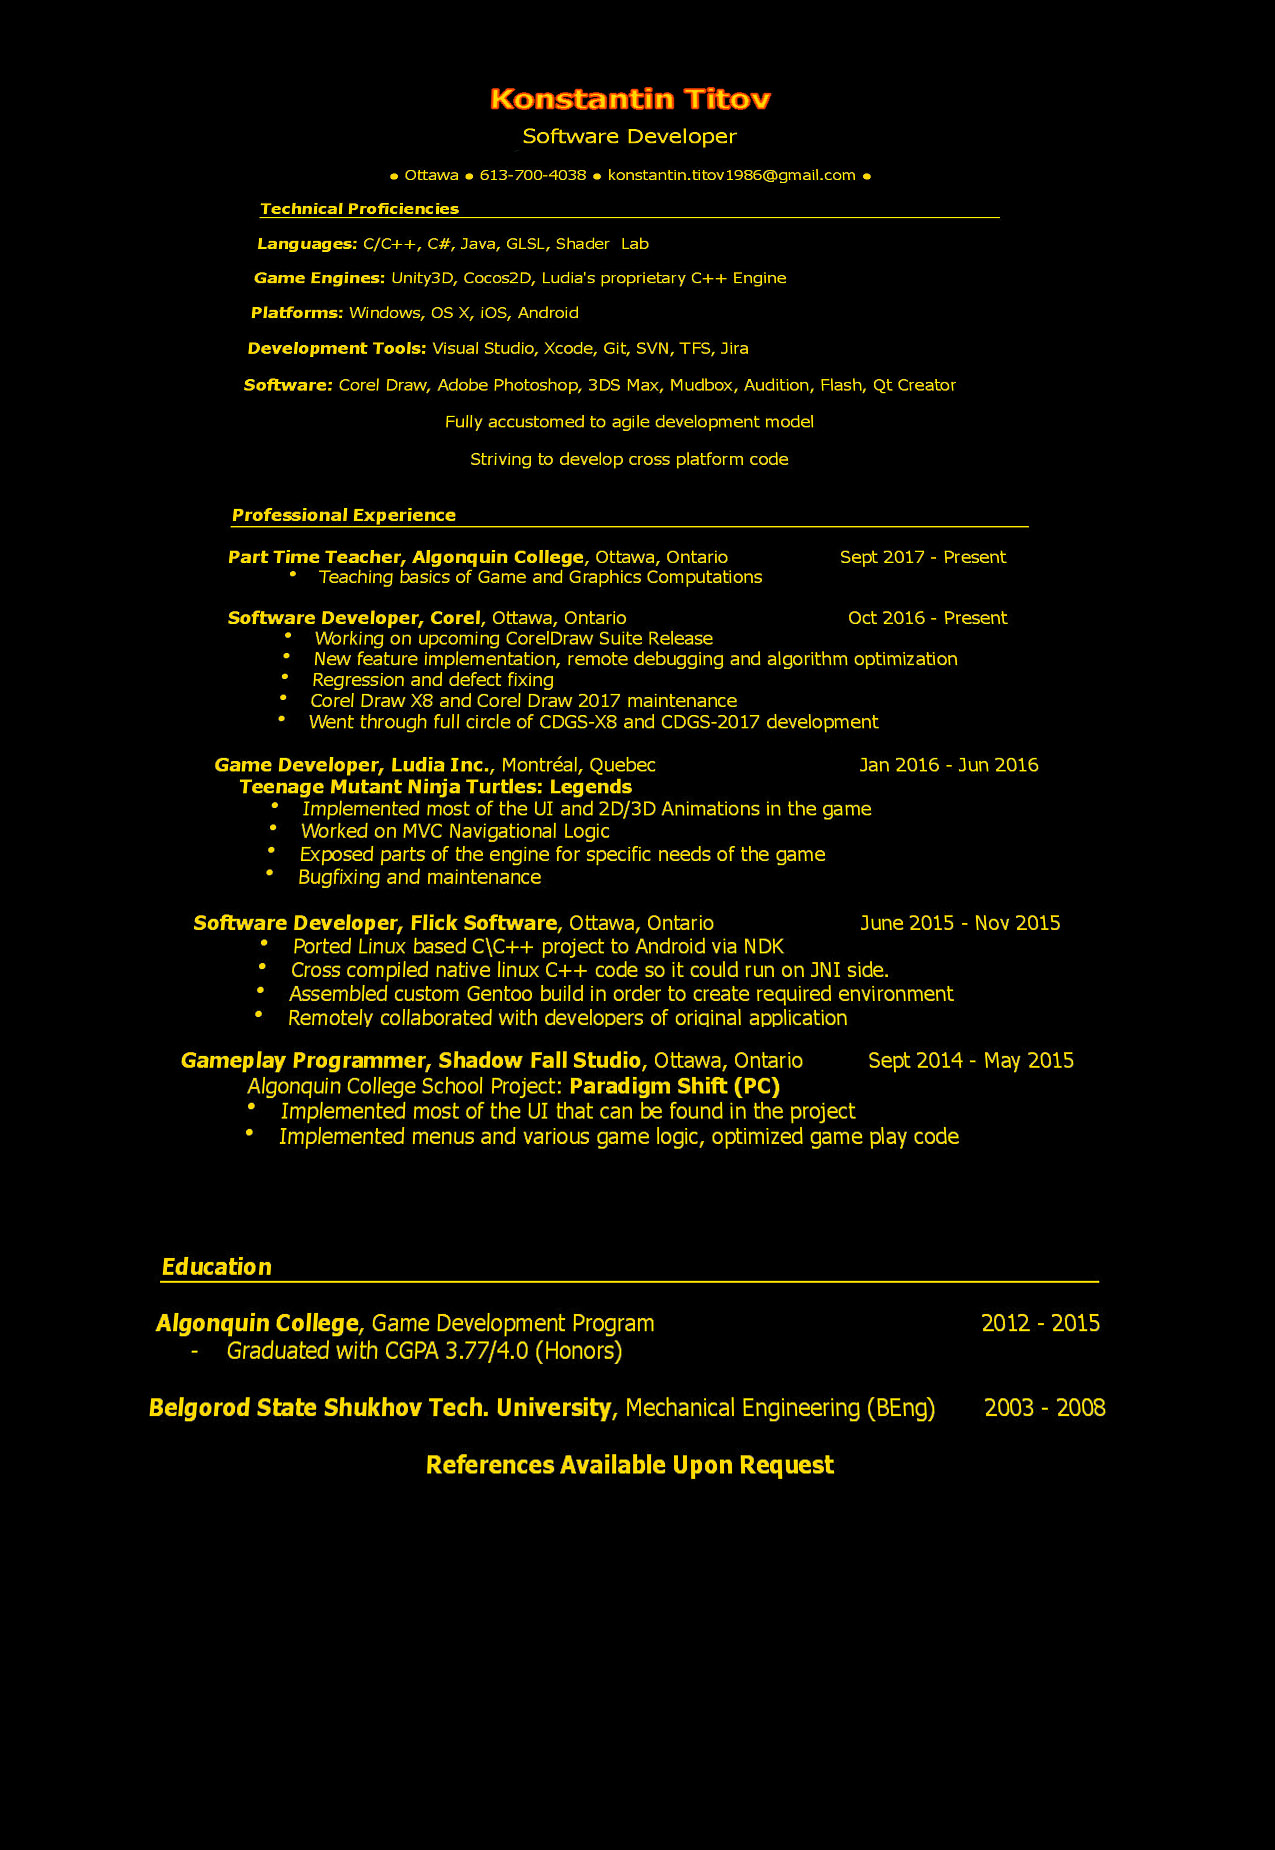 Konstantin Titov
Software Developer
● Ottawa ● 613-700-4038 ● konstantin.titov1986@gmail.com ●
Technical Proficiencies
Languages: C/C++, C#, Java, GLSL, Shader Lab
Game Engines: Unity3D, Cocos2D, Ludia's proprietary C++ Engine
Platforms: Windows, OS X, iOS, Android
Development Tools: Visual Studio, Xcode, Git, SVN, TFS, Jira
Software: Corel Draw, Adobe Photoshop, 3DS Max, Mudbox, Audition, Flash, Qt Creator
Fully accustomed to agile development model
Striving to develop cross platform code
Professional Experience
Part Time Teacher, Algonquin College, Ottawa, Ontario Sept 2017 - Present
• Teaching basics of Game and Graphics Computations
Software Developer, Corel, Ottawa, Ontario Oct 2016 - Present
• Working on upcoming CorelDraw Suite Release
• New feature implementation, remote debugging and algorithm optimization
• Regression and defect fixing
• Corel Draw X8 and Corel Draw 2017 maintenance
• Went through full circle of CDGS-X8 and CDGS-2017 development
Game Developer, Ludia Inc., Montréal, Quebec Jan 2016 - Jun 2016
Teenage Mutant Ninja Turtles: Legends
• Implemented most of the UI and 2D/3D Animations in the game
• Worked on MVC Navigational Logic
• Exposed parts of the engine for specific needs of the game
• Bugfixing and maintenance
Software Developer, Flick Software, Ottawa, Ontario June 2015 - Nov 2015
• Ported Linux based C\C++ project to Android via NDK
• Cross compiled native linux C++ code so it could run on JNI side.
• Assembled custom Gentoo build in order to create required environment
• Remotely collaborated with developers of original application
Gameplay Programmer, Shadow Fall Studio, Ottawa, Ontario Sept 2014 - May 2015
Algonquin College School Project: Paradigm Shift (PC)
• Implemented most of the UI that can be found in the project
• Implemented menus and various game logic, optimized game play code
Education
Algonquin College, Game Development Program 2012 - 2015
- Graduated with CGPA 3.77/4.0 (Honors)
Belgorod State Shukhov Tech. University, Mechanical Engineering (BEng) 2003 - 2008
References Available Upon Request